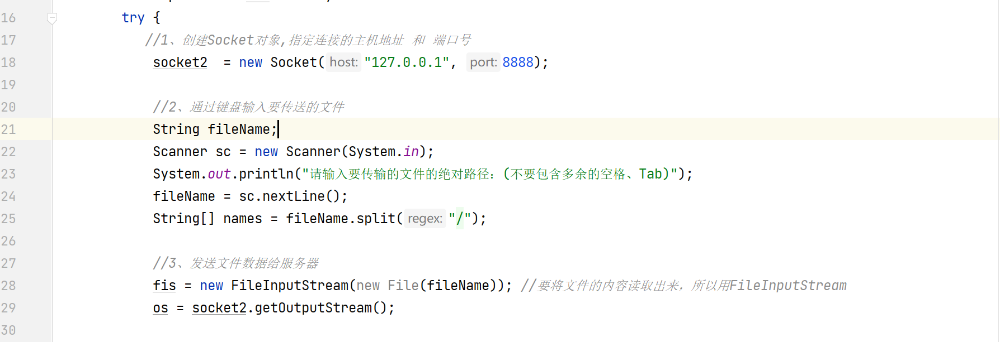 16 try {
17 //1、创建Socket对象,指定连接的主机地址 和 端口号
18 socket2  = new Socket( host: "127.0.0.1", port: 8888);
19
20 //2、通过键盘输入要传送的文件
21 String fileName;
22 Scanner sc = new Scanner(System.in);
23 System.out.println("请输入要传输的文件的绝对路径：(不要包含多余的空格、Tab)");
24 fileName = sc.nextLine();
25 String[] names = fileName.split( regex: "/");
26
27 //3、发送文件数据给服务器
28 fis = new FileInputStream(new File(fileName)); //要将文件的内容读取出来，所以用FileInputStream
29 os = socket2.getOutputStream();
30